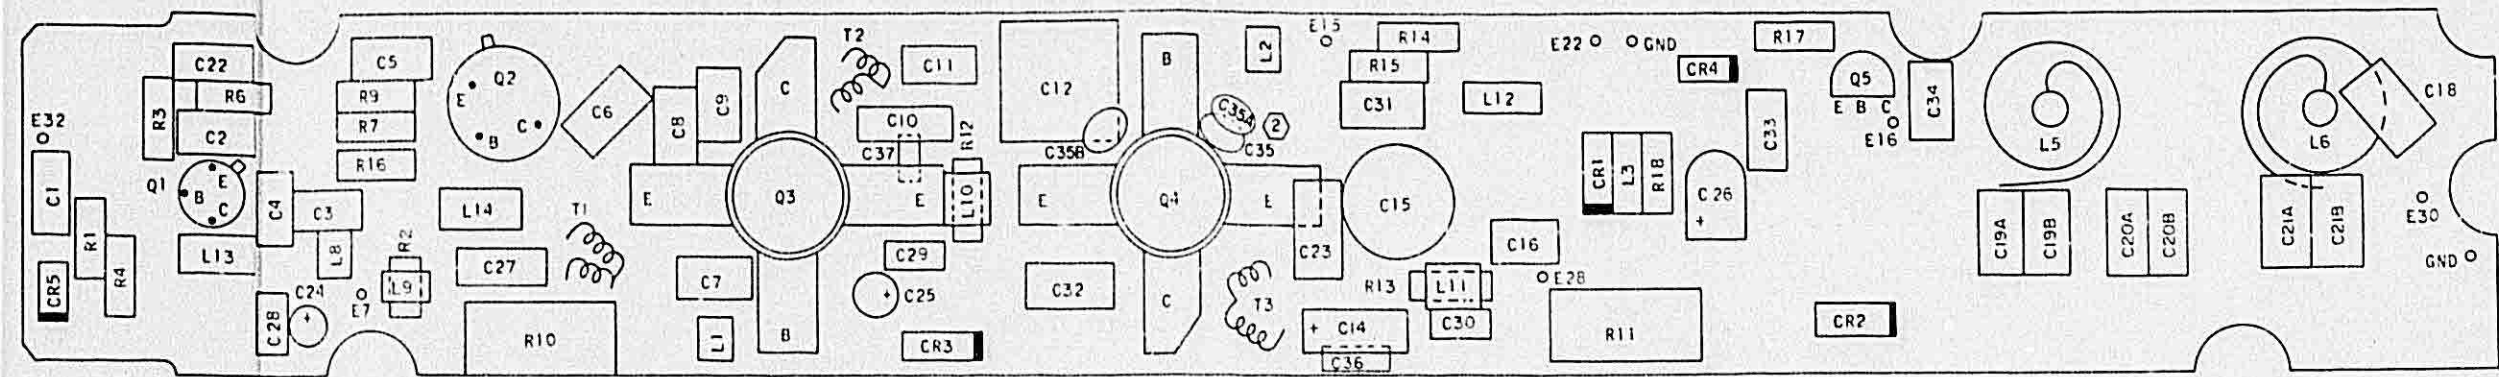 C22
R6
R3
C2
E32
C1
Q1
E
B
C
R1
R4
L13
CR5
C5
R9
R7
R16
C4
C3
L8
R2
C24
+
C28
E7
L9
Q2
E
B
C
C6
L14
T1
C27
R10
C8
C9
C
E
Q3
E
B
C7
L1
T2
C11
C10
C37
R12
L10
C29
+
C25
CR3
C12
C35B
B
E
Q4
E
C
C32
L2
E15
C35A
2
C35
R14
R15
C31
L12
C15
C23
T3
R13
L11
+
C14
C30
C36
C16
E28
R11
E22
GND
CR4
R17
CR1
L3
R18
C26
+
C33
Q5
E B C
E16
C34
CR2
L5
C19A
C19B
C20A
C20B
L6
C18
C21A
C21B
E30
GND